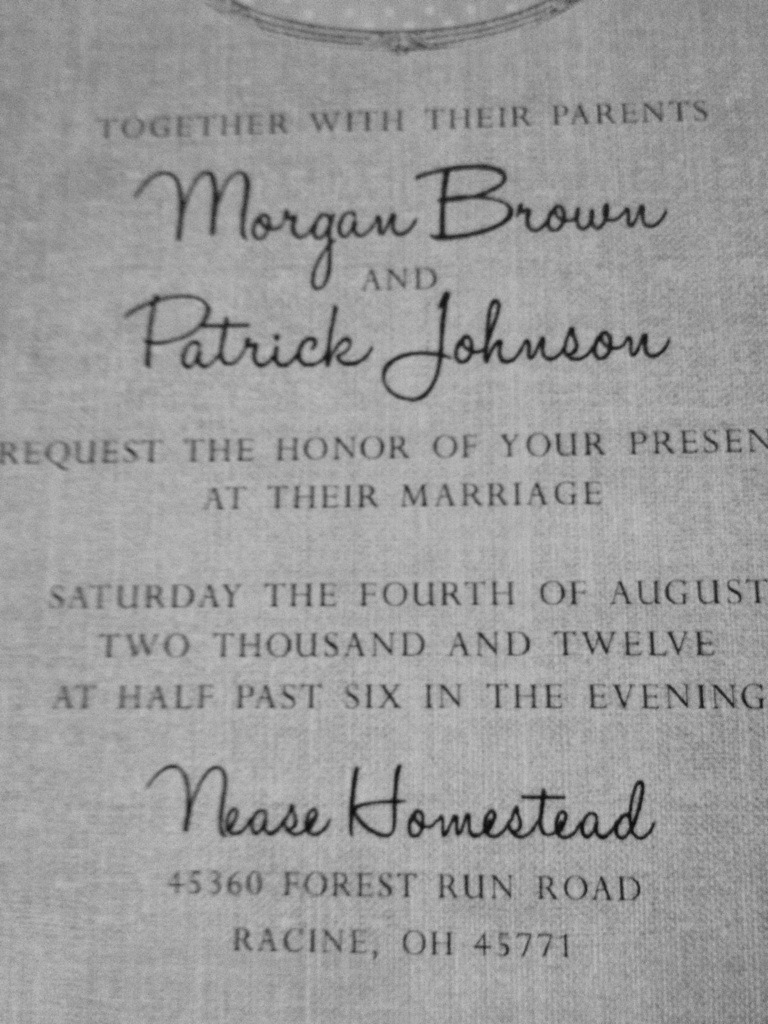 TOGETHER WITH THEIR PARENTS
Morgan Brown
AND
Patrick Johnson
REQUEST THE HONOR OF YOUR PRESEN
AT THEIR MARRIAGE
SATURDAY THE FOURTH OF AUGUST
TWO THOUSAND AND TWELVE
AT HALF PAST SIX IN THE EVENING
Nease Homestead
45360 FOREST RUN ROAD
RACINE, OH 45771